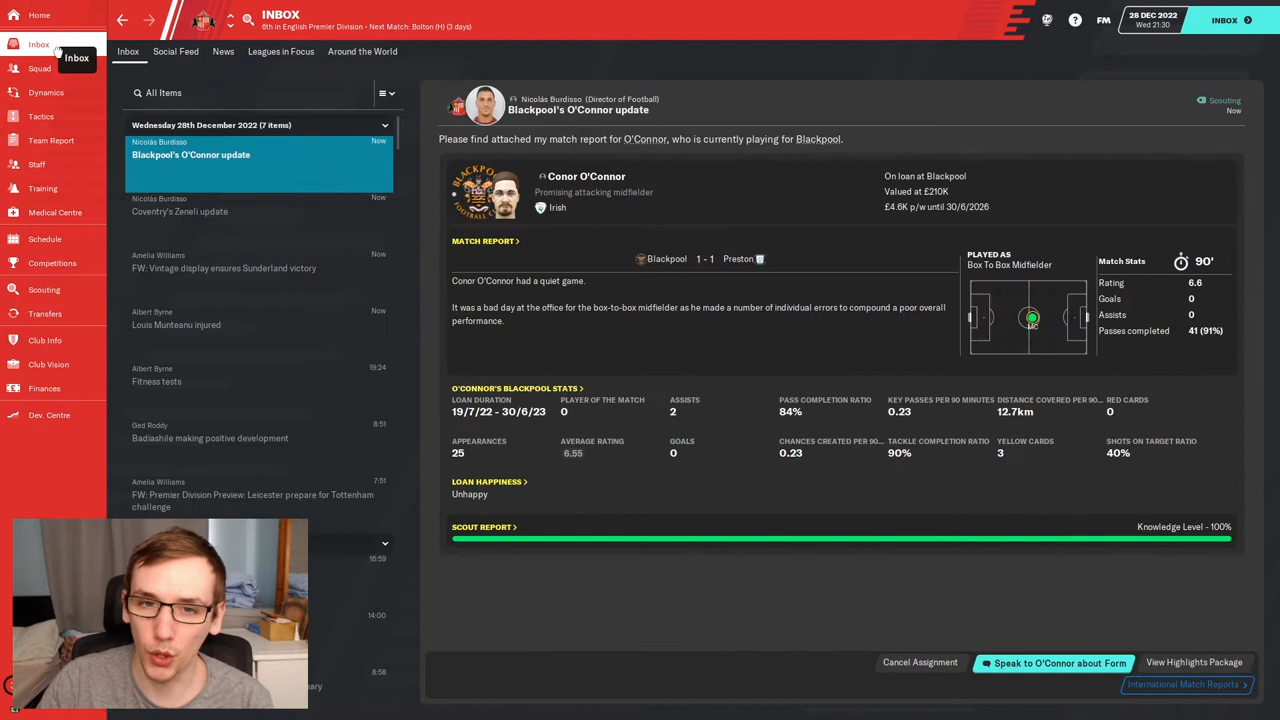 Home
Inbox
Inbox
Squad
Dynamics
Tactics
Team Report
Staff
Training
Medical Centre
Schedule
Competitions
Scouting
Transfers
Club Info
Club Vision
Finances
Dev. Centre
INBOX
6th in English Premier Division - Next Match: Bolton (H) (3 days)
FM
28 DEC 2022
Wed 21:30
INBOX
Inbox
Social Feed
News
Leagues in Focus
Around the World
All Items
Wednesday 28th December 2022 (7 items)
Nicolás Burdisso
Now
Blackpool's O'Connor update
Nicolás Burdisso
Now
Coventry's Zeneli update
Amelia Williams
Now
FW: Vintage display ensures Sunderland victory
Albert Byrne
Now
Louis Munteanu injured
Albert Byrne
19:24
Fitness tests
Ged Roddy
8:51
Badiashile making positive development
Amelia Williams
7:51
FW: Premier Division Preview: Leicester prepare for Tottenham
challenge
16:59
14:00
8:58
Nicolás Burdisso (Director of Football)
Blackpool's O'Connor update
Scouting
Now
Please find attached my match report for O'Connor, who is currently playing for Blackpool.
BLACKPOOL
FOOTBALL CLUB
Conor O'Connor
Promising attacking midfielder
Irish
On loan at Blackpool
Valued at £210K
£4.6K p/w until 30/6/2026
MATCH REPORT >
Blackpool 1 - 1 Preston
Conor O'Connor had a quiet game.
It was a bad day at the office for the box-to-box midfielder as he made a number of individual errors to compound a poor overall
performance.
PLAYED AS
Box To Box Midfielder
MC
Match Stats 90'
Rating 6.6
Goals 0
Assists 0
Passes completed 41 (91%)
O'CONNOR'S BLACKPOOL STATS >
LOAN DURATION PLAYER OF THE MATCH ASSISTS PASS COMPLETION RATIO KEY PASSES PER 90 MINUTES DISTANCE COVERED PER 90... RED CARDS
19/7/22 - 30/6/23 0 2 84% 0.23 12.7km 0
APPEARANCES AVERAGE RATING GOALS CHANCES CREATED PER 90... TACKLE COMPLETION RATIO YELLOW CARDS SHOTS ON TARGET RATIO
25 6.55 0 0.23 90% 3 40%
LOAN HAPPINESS >
Unhappy
SCOUT REPORT >
Knowledge Level - 100%
Cancel Assignment
Speak to O'Connor about Form
View Highlights Package
International Match Reports >